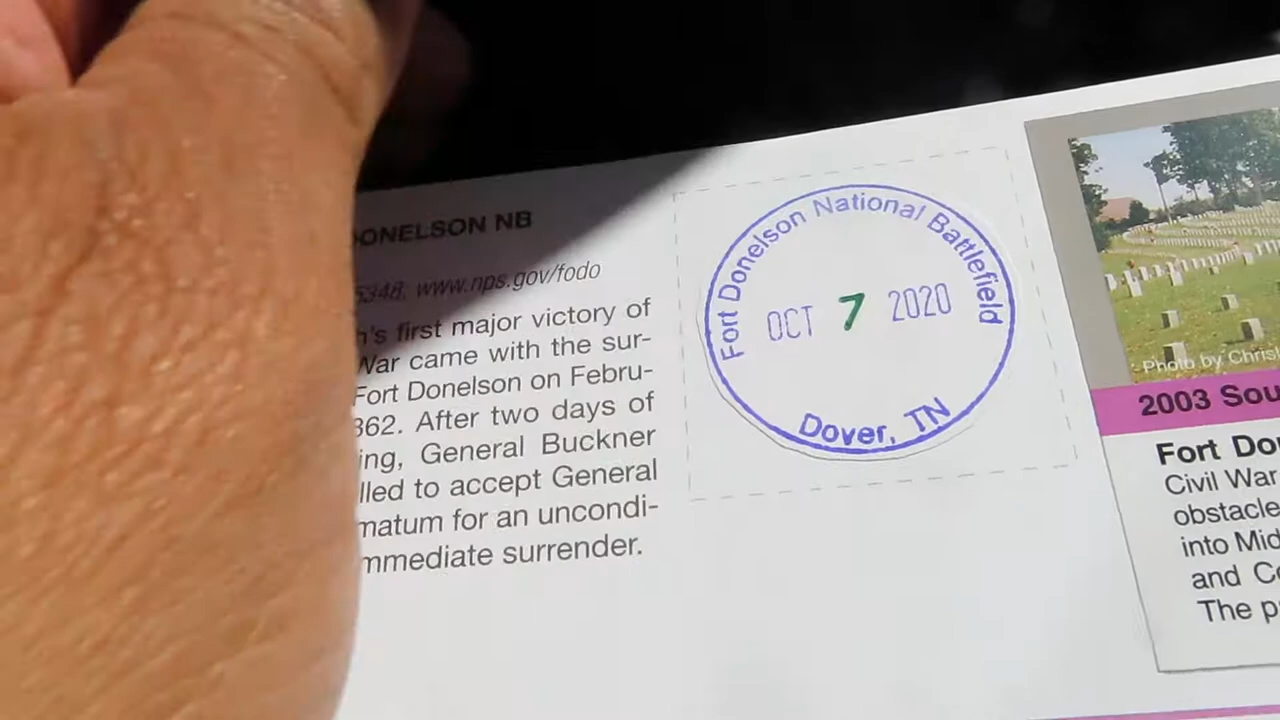 DONELSON NB
5348; www.nps.gov/fodo
's first major victory of
War came with the sur-
Fort Donelson on Febru-
862. After two days of
ing, General Buckner
lled to accept General
matum for an uncondi-
mmediate surrender.
Fort Donelson National Battlefield
OCT 7 2020
Dover, TN
Photo by Chris
2003 Sou
Fort Do
Civil War
obstacle
into Mid
and Co
The p